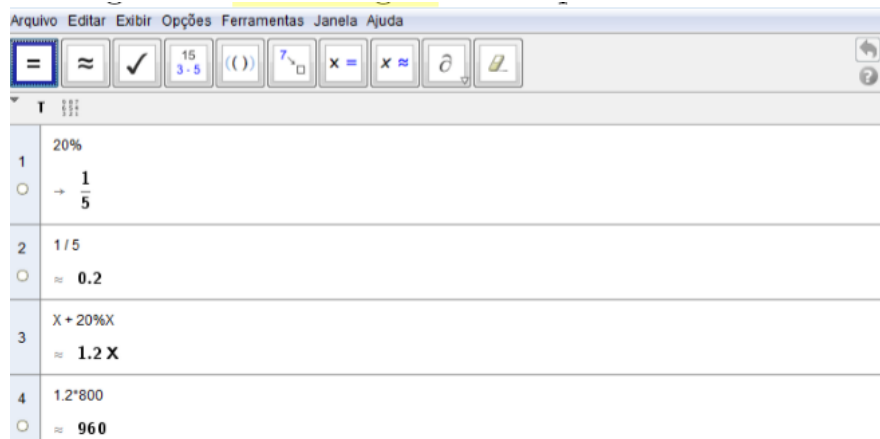 Arquivo Editar Exibir Opções Ferramentas Janela Ajuda
= ≈ ✓ 15 3·5 (( )) 7 x = x ≈ ∂
T
1
20%
→ 1/5
2
1 / 5
≈ 0.2
3
X + 20%X
≈ 1.2 X
4
1.2*800
≈ 960